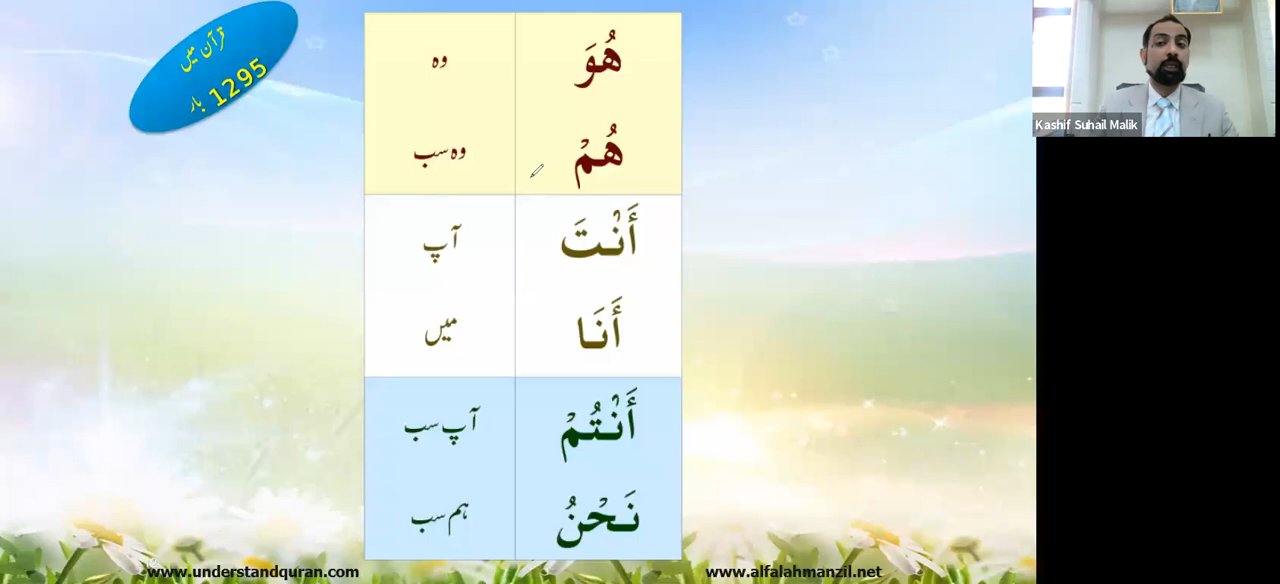 قرآن میں
1295 بار
هُوَ وہ
هُمْ وہ سب
أَنْتَ آپ
أَنَا میں
أَنْتُمْ آپ سب
نَحْنُ ہم سب
www.understandquran.com
www.alfalahmanzil.net
Kashif Suhail Malik